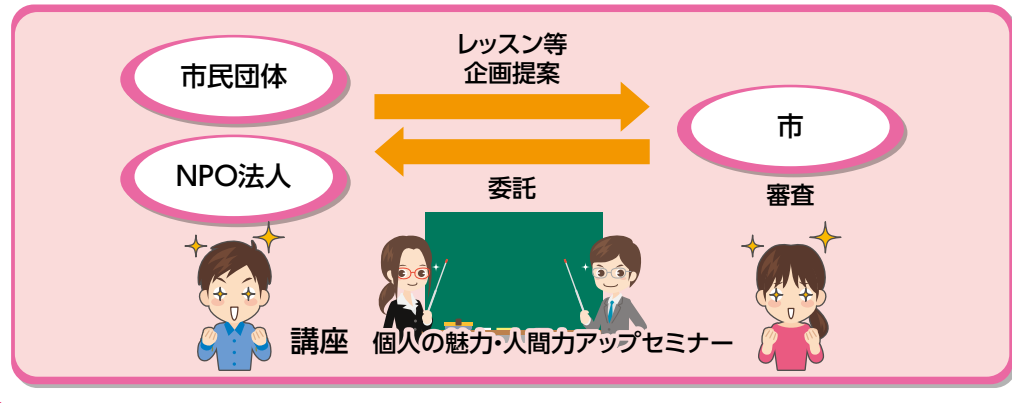 市民団体
NPO法人
レッスン等
企画提案
委託
市
審査
講座　個人の魅力・人間力アップセミナー